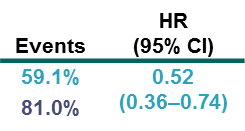 HR
Events (95% CI)
59.1% 0.52
81.0% (0.36–0.74)